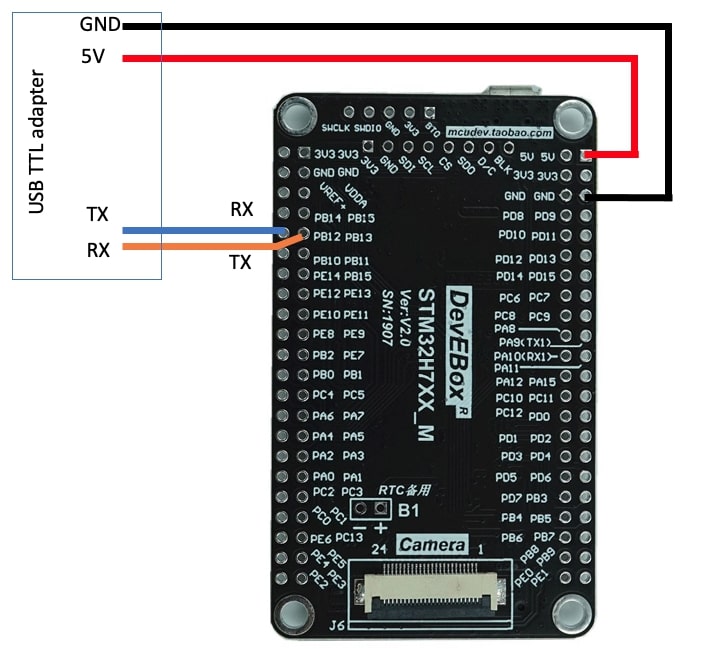 GND
5V
USB TTL adapter
TX
RX
RX
TX
SWCLK SWDIO GND 3V3 BT0
mcudev.taobao.com
3V3 GND SDI SCL CS SDO D/C BLK
3V3 3V3
GND GND
VREF+ VDDA
PB14 PB15
PB12 PB13
PB10 PB11
PE14 PB15
PE12 PE13
PE10 PE11
PE8 PE9
PB2 PE7
PB0 PB1
PC4 PC5
PA6 PA7
PA4 PA5
PA2 PA3
PA0 PA1
PC2 PC3
PC0 PC1
PE6 PC13
PE4 PE5
PE2 PE3
5V 5V
3V3 3V3
GND GND
PD8 PD9
PD10 PD11
PD12 PD13
PD14 PD15
PC6 PC7
PC8 PC9
PA8
PA9(TX1)
PA10(RX1)
PA11
PA12 PA15
PC10 PC11
PC12 PD0
PD1 PD2
PD3 PD4
PD5 PD6
PD7 PB3
PB4 PB5
PB6 PB7
PB8 PB9
PE0 PE1
DevEBox R
STM32H7XX_M
Ver:V2.0
SN:1907
RTC备用
B1
- +
24 Camera 1
J6